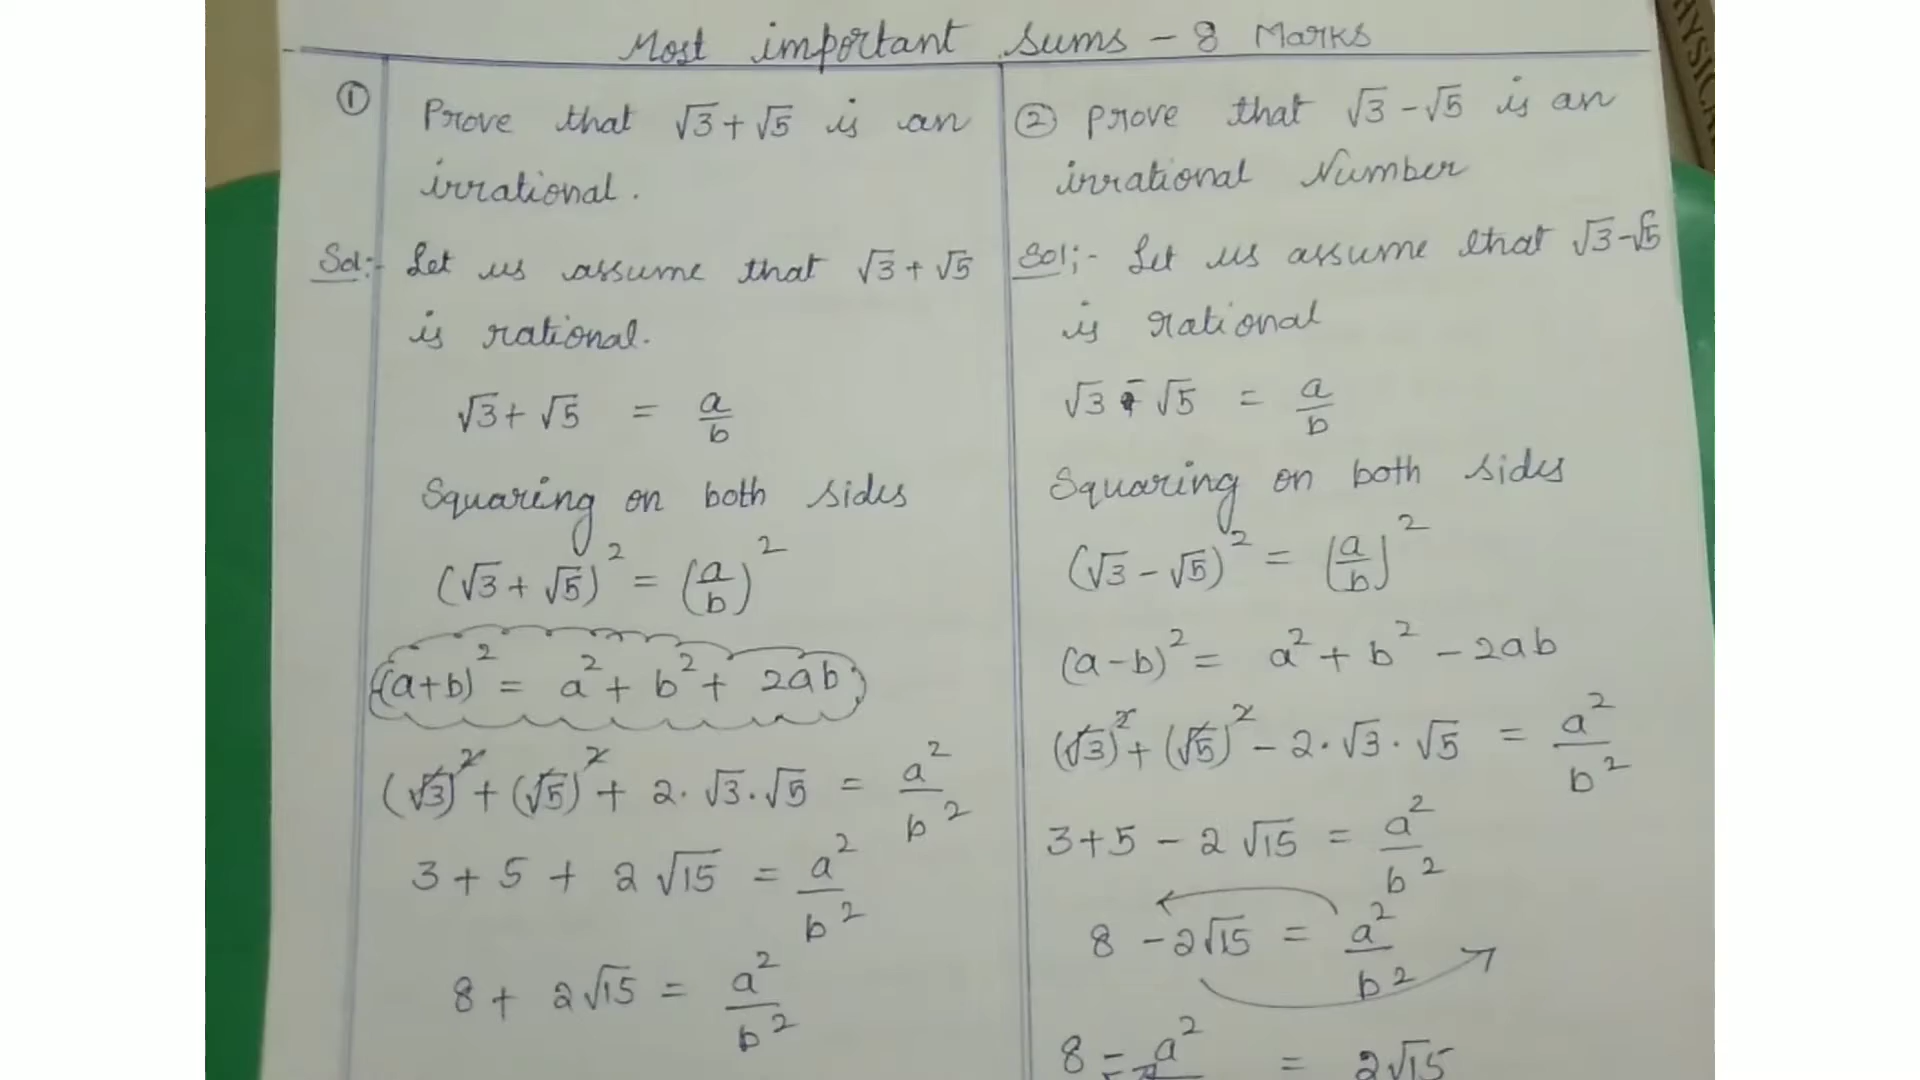 Most important sums - 8 Marks
① Prove that √3 + √5 is an
irrational.
Sol:- Let us assume that √3 + √5
is rational.
√3 + √5 = a/b
Squaring on both sides
(√3 + √5)² = (a/b)²
(a+b)² = a² + b² + 2ab
(√3)² + (√5)² + 2·√3·√5 = a²/b²
3 + 5 + 2√15 = a²/b²
8 + 2√15 = a²/b²
② Prove that √3 - √5 is an
irrational Number
Sol;- Let us assume that √3-√5
is rational
√3 - √5 = a/b
Squaring on both sides
(√3 - √5)² = (a/b)²
(a-b)² = a² + b² - 2ab
(√3)² + (√5)² - 2·√3·√5 = a²/b²
3+5 - 2√15 = a²/b²
8 - 2√15 = a²/b²
8 - a² = 2√15